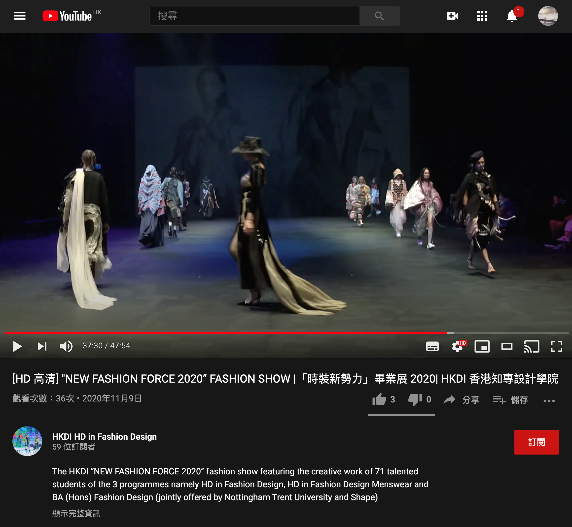 YouTube HK
搜尋
37:30 / 47:54
HD
[HD 高清] "NEW FASHION FORCE 2020" FASHION SHOW |「時裝新勢力」畢業展 2020| HKDI 香港知專設計學院
觀看次數：36次 • 2020年11月9日
3 0 分享 儲存
HKDI HD in Fashion Design
59 位訂閱者
訂閱
The HKDI "NEW FASHION FORCE 2020" fashion show featuring the creative work of 71 talented
students of the 3 programmes namely HD in Fashion Design, HD in Fashion Design Menswear and
BA (Hons) Fashion Design (jointly offered by Nottingham Trent University and Shape)
顯示完整資訊